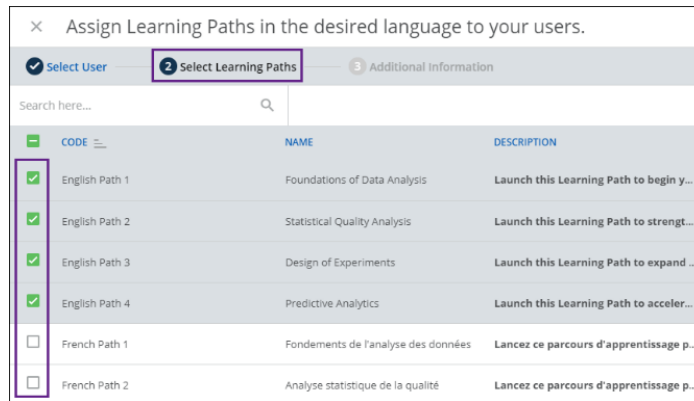 × Assign Learning Paths in the desired language to your users.
Select User 2 Select Learning Paths 3 Additional Information
Search here...
CODE NAME DESCRIPTION
English Path 1 Foundations of Data Analysis Launch this Learning Path to begin y...
English Path 2 Statistical Quality Analysis Launch this Learning Path to strengt...
English Path 3 Design of Experiments Launch this Learning Path to expand ...
English Path 4 Predictive Analytics Launch this Learning Path to acceler...
French Path 1 Fondements de l'analyse des données Lancez ce parcours d'apprentissage p...
French Path 2 Analyse statistique de la qualité Lancez ce parcours d'apprentissage p...